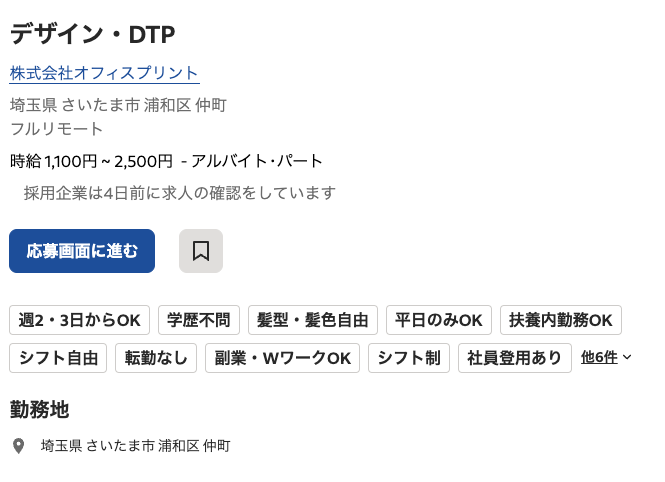 デザイン・DTP
株式会社オフィスプリント
埼玉県 さいたま市 浦和区 仲町
フルリモート
時給 1,100円 ~ 2,500円 - アルバイト・パート
採用企業は4日前に求人の確認をしています
応募画面に進む
週2・3日からOK 学歴不問 髪型・髪色自由 平日のみOK 扶養内勤務OK
シフト自由 転勤なし 副業・WワークOK シフト制 社員登用あり 他6件
勤務地
埼玉県 さいたま市 浦和区 仲町